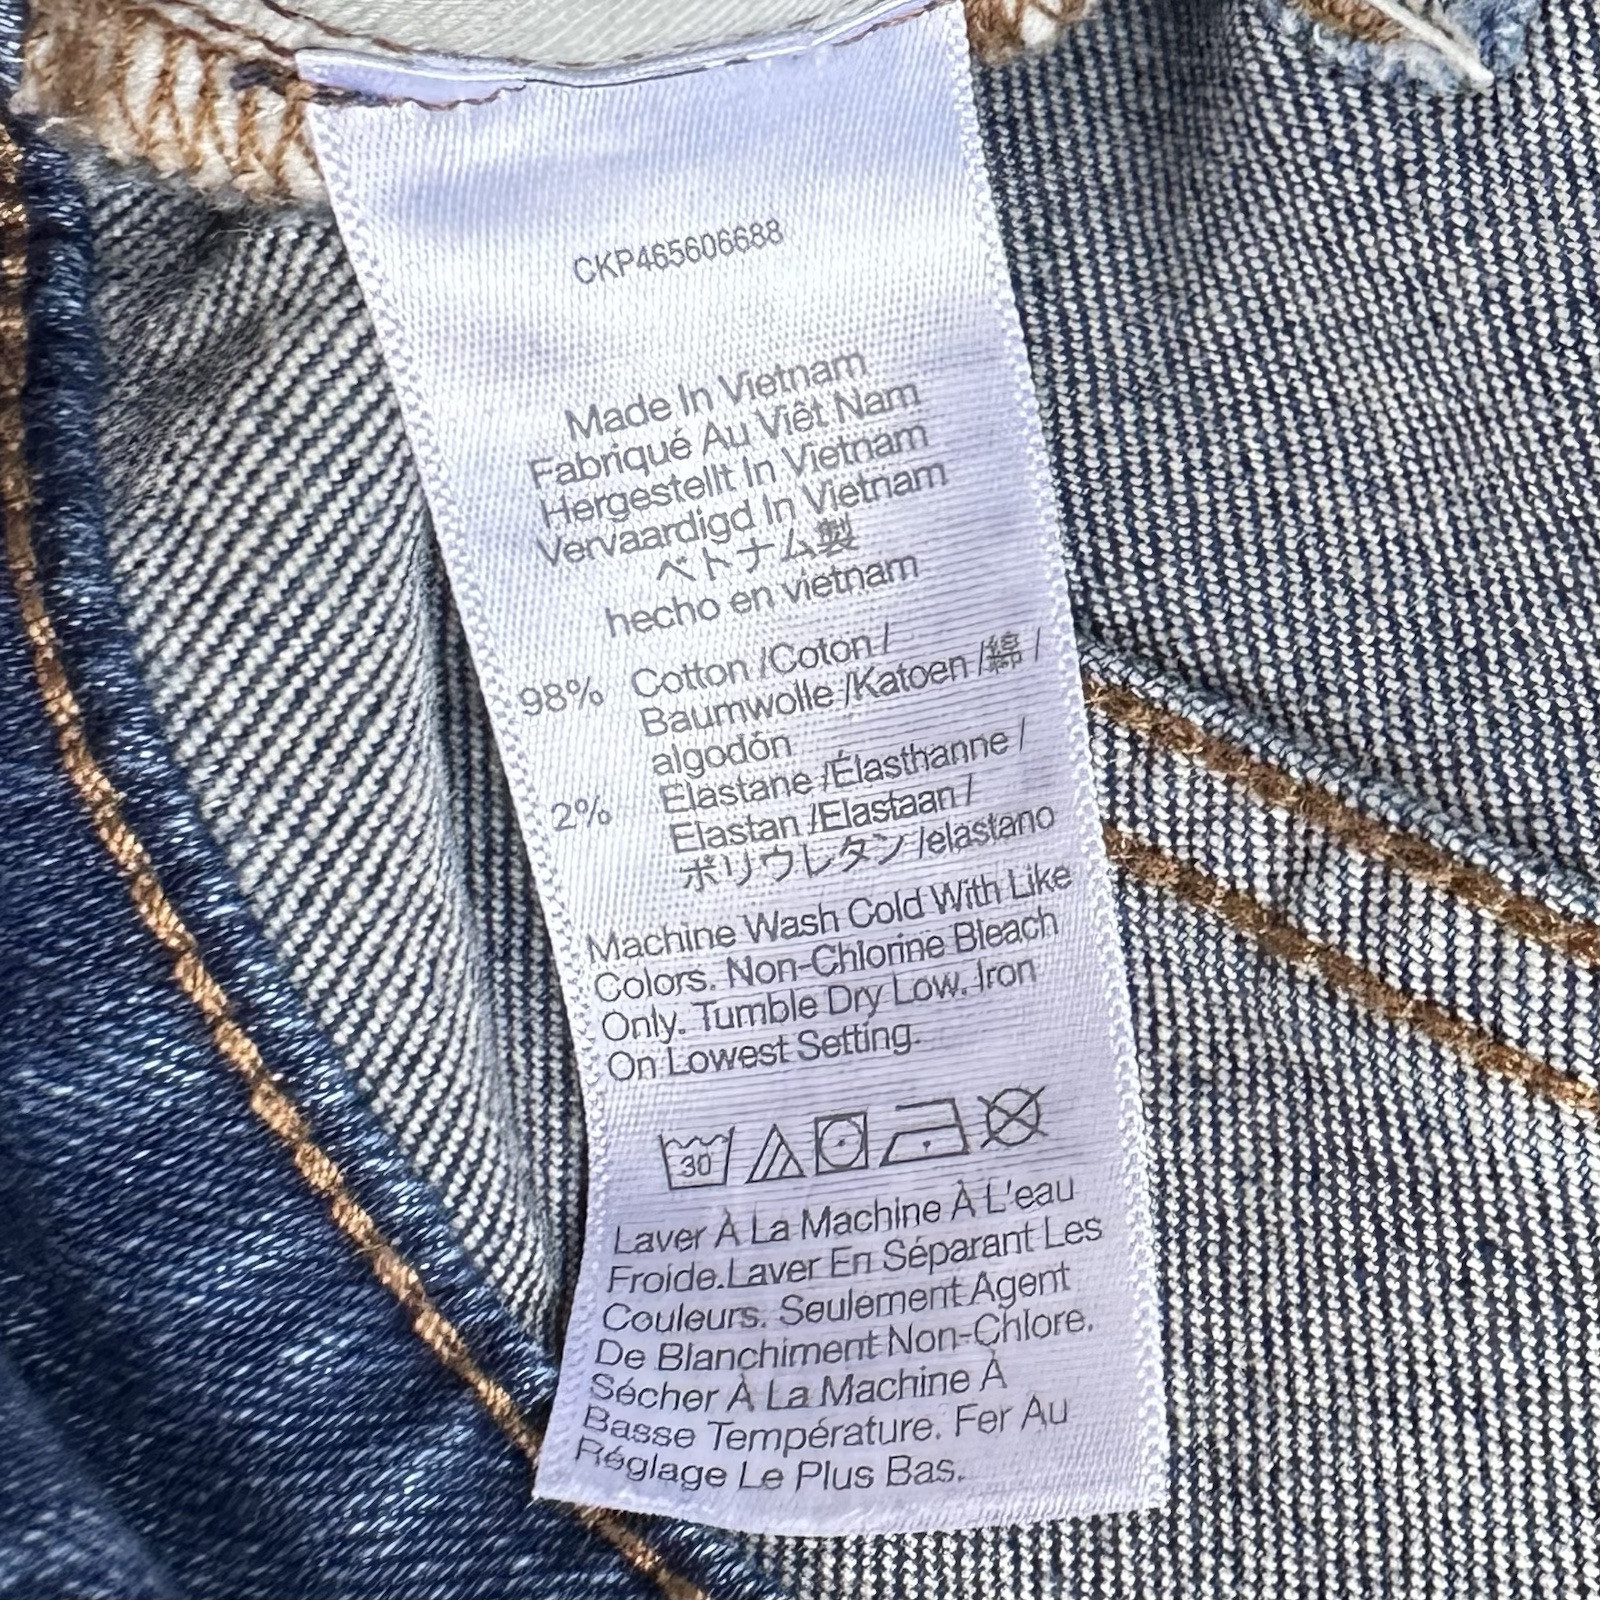 CKP465606688
Made In Vietnam
Fabriqué Au Viêt Nam
Hergestellt In Vietnam
Vervaardigd In Vietnam
ベトナム製
hecho en vietnam
98% Cotton /Coton /
Baumwolle /Katoen /綿 /
algodón
2% Elastane /Élasthanne /
Elastan /Elastaan /
ポリウレタン /elastano
Machine Wash Cold With Like
Colors. Non-Chlorine Bleach
Only. Tumble Dry Low. Iron
On Lowest Setting.
30
Laver À La Machine À L'eau
Froide.Laver En Séparant Les
Couleurs. Seulement Agent
De Blanchiment Non-Chlore.
Sécher À La Machine À
Basse Température. Fer Au
Réglage Le Plus Bas.